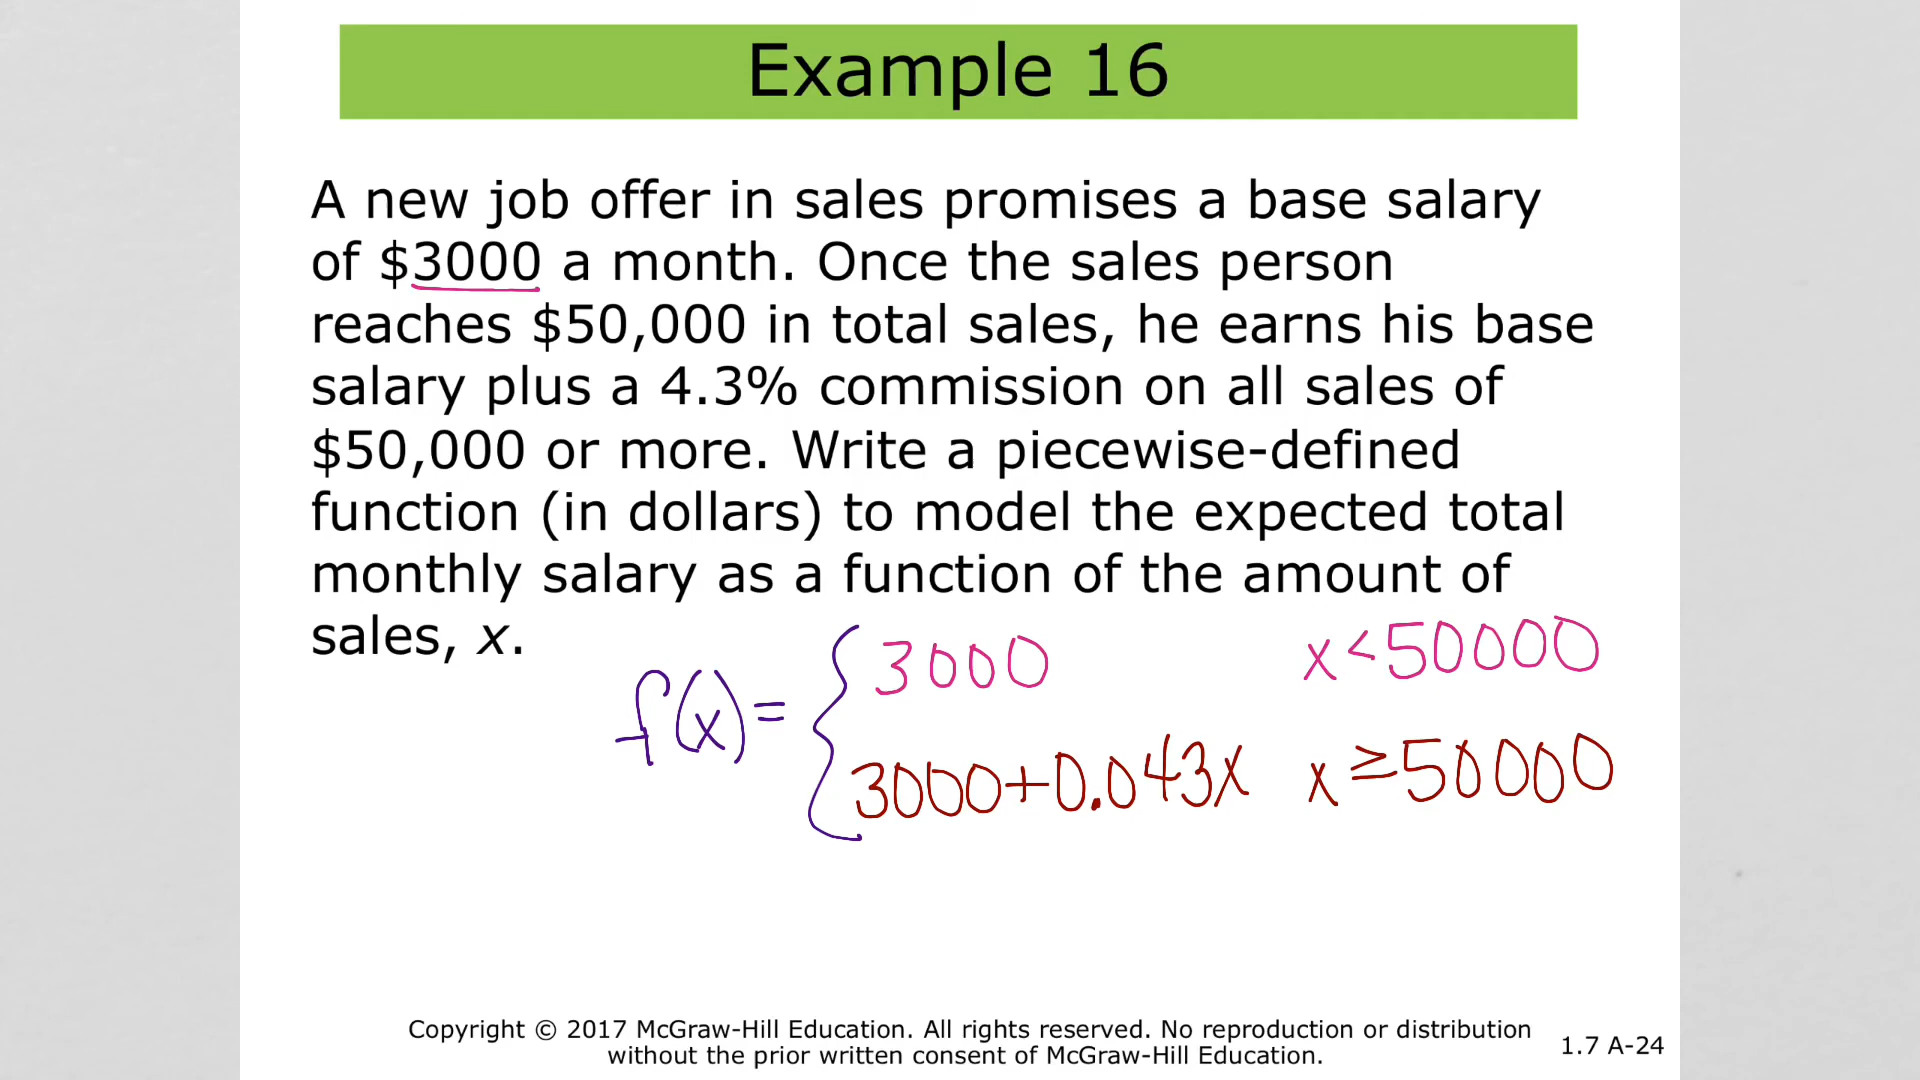 Example 16
A new job offer in sales promises a base salary
of $3000 a month. Once the sales person
reaches $50,000 in total sales, he earns his base
salary plus a 4.3% commission on all sales of
$50,000 or more. Write a piecewise-defined
function (in dollars) to model the expected total
monthly salary as a function of the amount of
sales, x.
f(x)= {
3000 x<50000
3000+0.043x x≥50000
Copyright © 2017 McGraw-Hill Education. All rights reserved. No reproduction or distribution
without the prior written consent of McGraw-Hill Education.
1.7 A-24